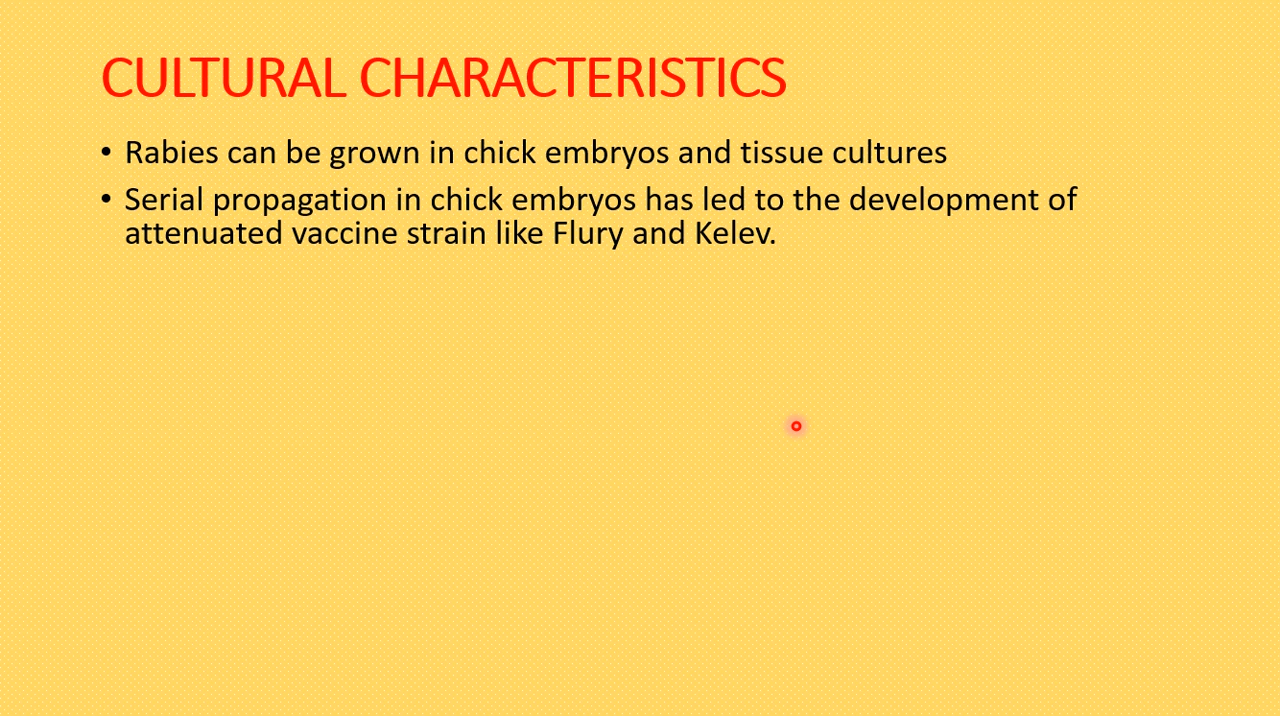 CULTURAL CHARACTERISTICS
• Rabies can be grown in chick embryos and tissue cultures
• Serial propagation in chick embryos has led to the development of
attenuated vaccine strain like Flury and Kelev.